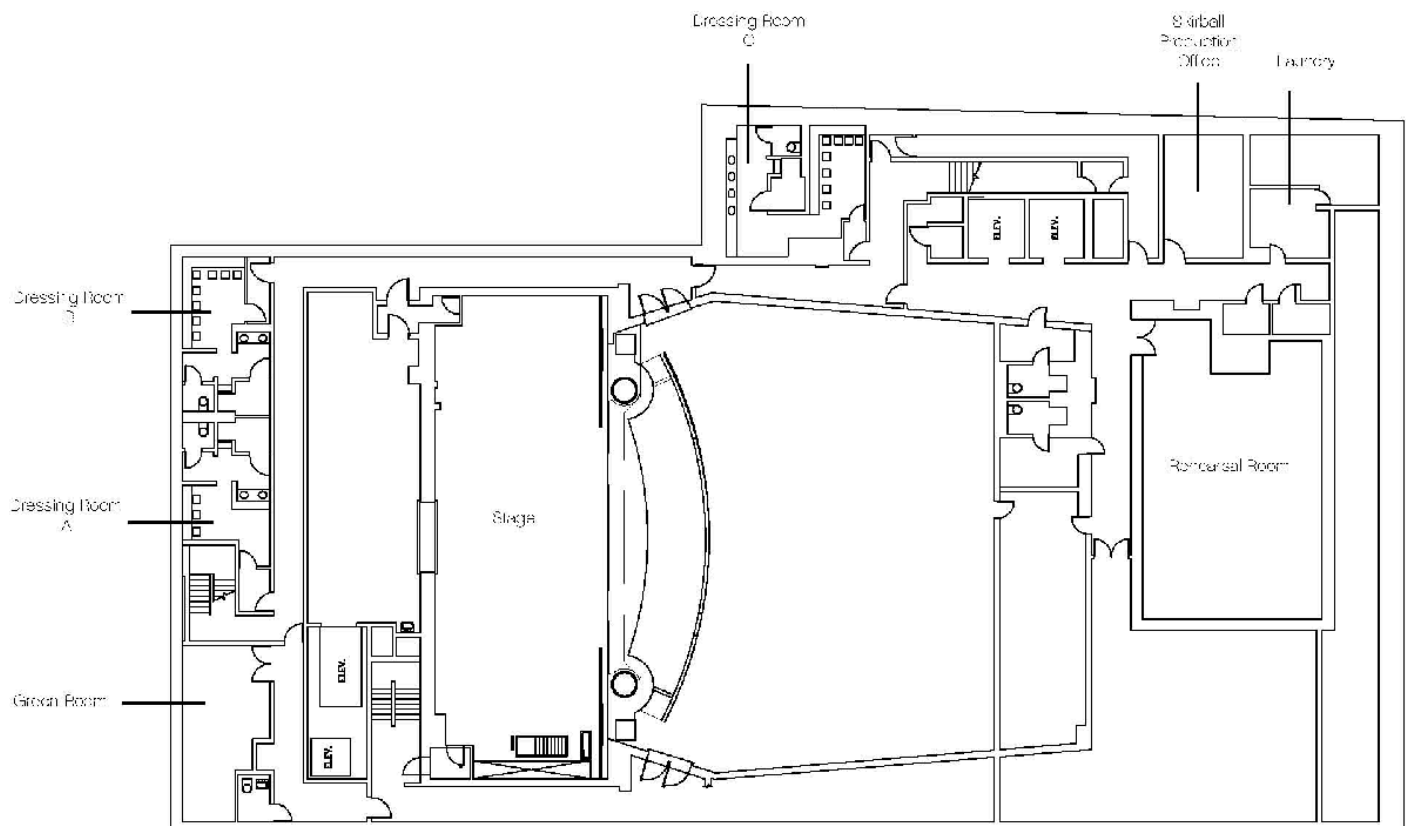 Dressing Room
C
Skirball
Production
Office
Laundry
ELEV.
ELEV.
Dressing Room
B
Rehearsal Room
Dressing Room
A
Stage
ELEV.
Green Room
ELEV.